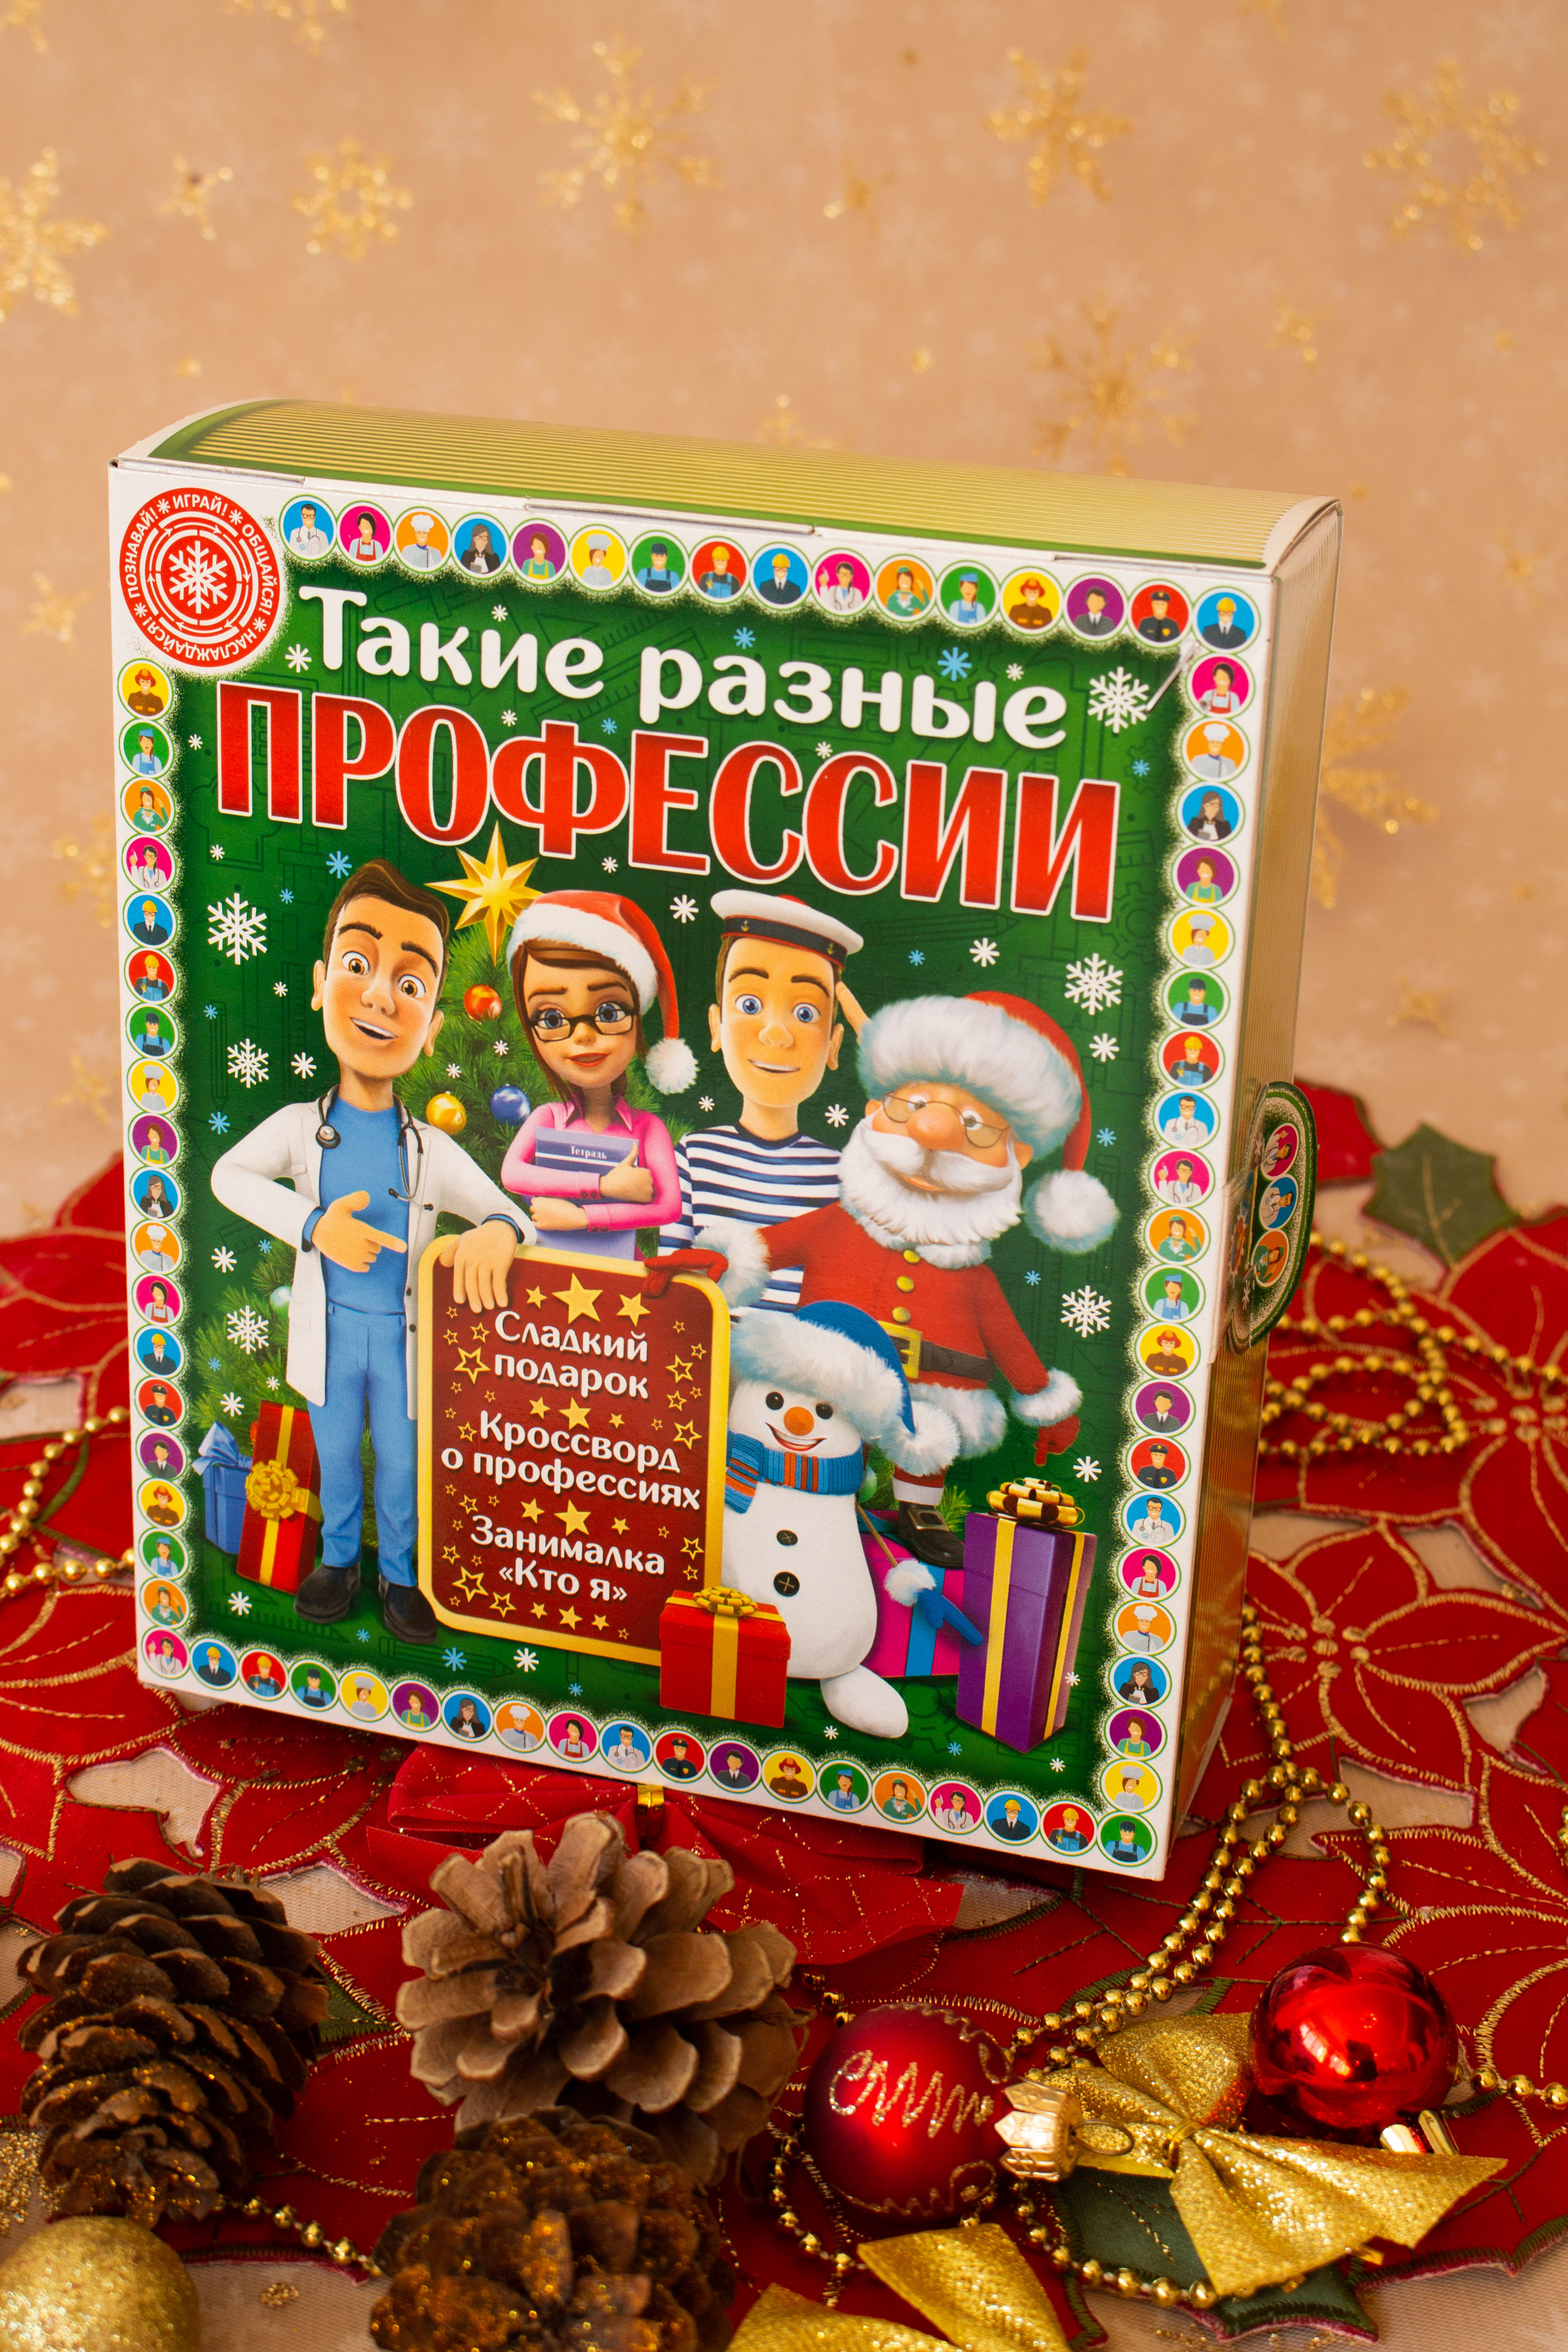 ПОЗНАВАЙ! * ИГРАЙ! * ОБЩАЙСЯ! * НАСЛАЖДАЙСЯ! *
Такие разные
ПРОФЕССИИ
Тетрадь
Сладкий
подарок
Кроссворд
о профессиях
Занималка
«Кто я»